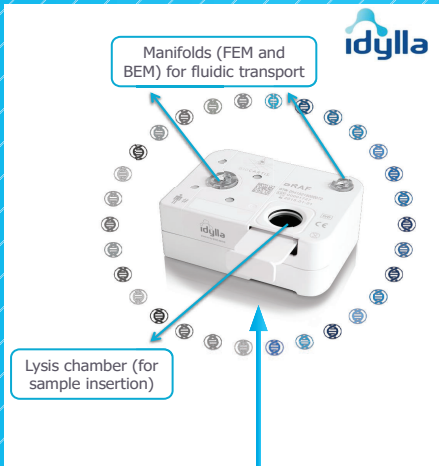 idylla
Manifolds (FEM and
BEM) for fluidic transport
BRAF
idylla
Lysis chamber (for
sample insertion)